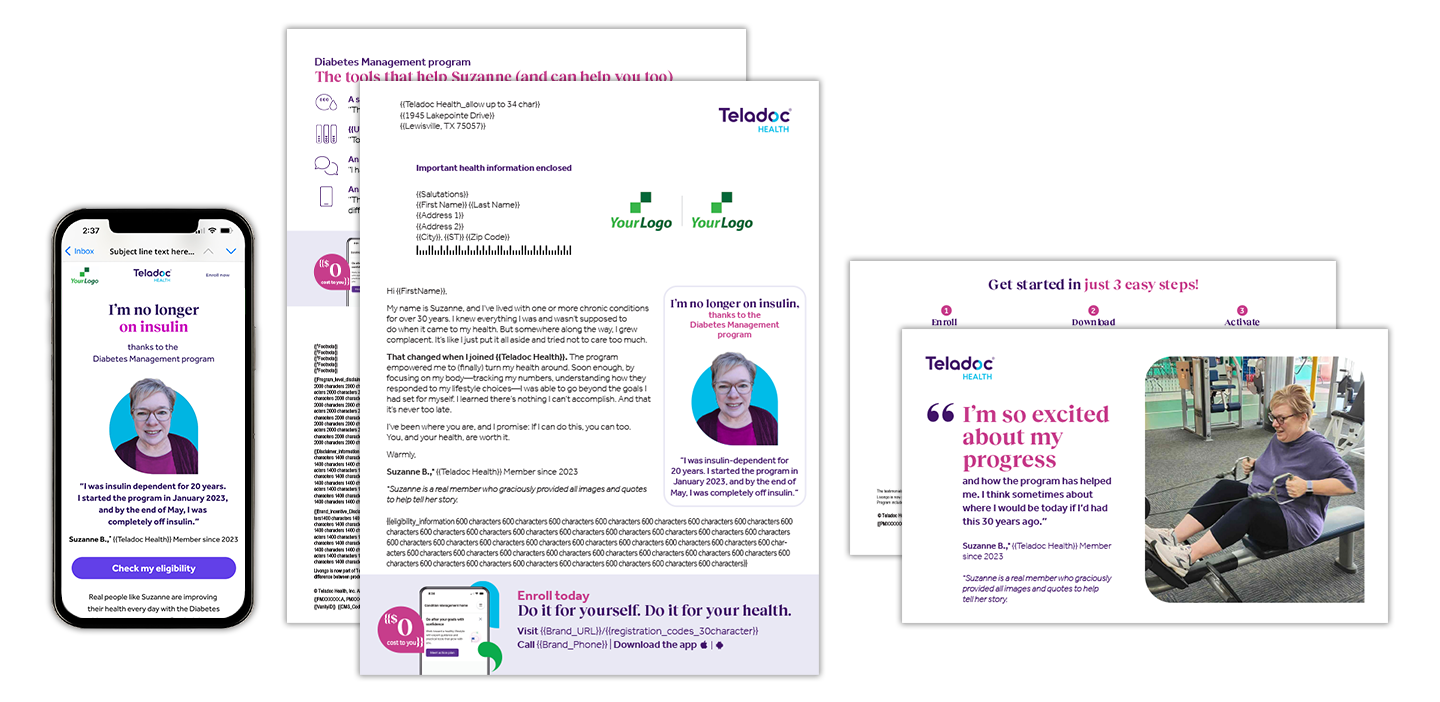 2:37
Inbox
Subject line text here...
YourLogo
Teladoc
HEALTH
Enroll now
I'm no longer
on insulin
thanks to the
Diabetes Management program
"I was insulin dependent for 20 years.
I started the program in January 2023,
and by the end of May, I was
completely off insulin."
Suzanne B.,* {{Teladoc Health}} Member since 2023
Check my eligibility
Real people like Suzanne are improving
their health every day with the Diabetes
Diabetes Management program
The tools that help Suzanne (and can help you too)
{{$
0
cost to you}}
{{Teladoc Health_allow up to 34 char}}
{{1945 Lakepointe Drive}}
{{Lewisville, TX 75057}}
Teladoc
HEALTH
Important health information enclosed
{{Salutations}}
{{First Name}} {{Last Name}}
{{Address 1}}
{{Address 2}}
{{City}}, {{ST}} {{Zip Code}}
YourLogo
YourLogo
Hi {{FirstName}},
My name is Suzanne, and I've lived with one or more chronic conditions
for over 30 years. I knew everything I was and wasn't supposed to
do when it came to my health. But somewhere along the way, I grew
complacent. It's like I just put it all aside and tried not to care too much.
That changed when I joined {{Teladoc Health}}. The program
empowered me to (finally) turn my health around. Soon enough, by
focusing on my body—tracking my numbers, understanding how they
responded to my lifestyle choices—I was able to go beyond the goals I
had set for myself. I learned there's nothing I can't accomplish. And that
it's never too late.
I've been where you are, and I promise: If I can do this, you can too.
You, and your health, are worth it.
Warmly,
Suzanne B.,* {{Teladoc Health}} Member since 2023
*Suzanne is a real member who graciously provided all images and quotes
to help tell her story.
I'm no longer on insulin,
thanks to the
Diabetes Management
program
"I was insulin-dependent for
20 years. I started the program in
January 2023, and by the end of
May, I was completely off insulin."
{{eligibility_information 600 characters 600 characters 600 characters 600 characters 600 characters 600 characters 600 characters 600
characters 600 characters 600 characters 600 characters 600 characters 600 characters 600 characters 600 characters 600 characters
600 characters 600 characters 600 characters 600 characters 600 characters 600 characters 600 characters 600 characters 600 char-
acters 600 characters 600 characters 600 characters 600 characters 600 characters 600 characters 600 characters 600 characters 600
characters 600 characters 600 characters 600 characters 600 characters 600 characters 600 characters 600 characters}}
{{$
0
cost to you}}
Enroll today
Do it for yourself. Do it for your health.
Visit {{Brand_URL}}/{{registration_codes_30character}}
Call {{Brand_Phone}} | Download the app
Get started in just 3 easy steps!
1
Enroll
2
Download
3
Activate
Teladoc
HEALTH
“I'm so excited
about my
progress
and how the program has helped
me. I think sometimes about
where I would be today if I'd had
this 30 years ago.”
Suzanne B.,* {{Teladoc Health}} Member
since 2023
*Suzanne is a real member who graciously
provided all images and quotes to help
tell her story.